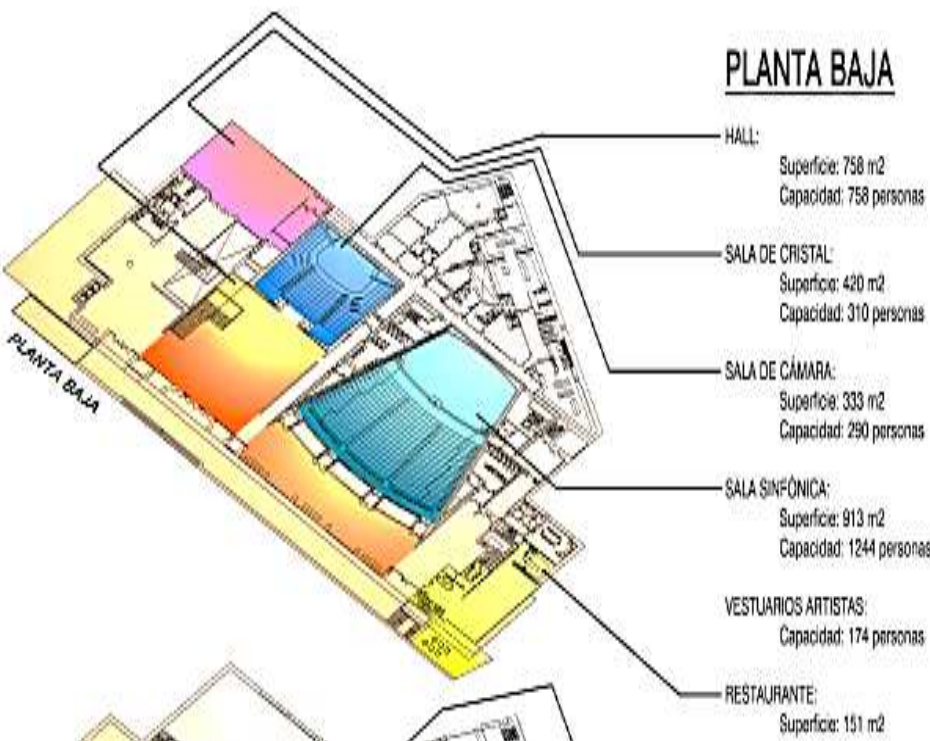 PLANTA BAJA
HALL:
Superficie: 758 m2
Capacidad: 758 personas
SALA DE CRISTAL:
Superficie: 420 m2
Capacidad: 310 personas
SALA DE CÁMARA:
Superficie: 333 m2
Capacidad: 290 personas
SALA SINFÓNICA:
Superficie: 913 m2
Capacidad: 1244 personas
VESTUARIOS ARTISTAS:
Capacidad: 174 personas
RESTAURANTE:
Superficie: 151 m2
PLANTA BAJA